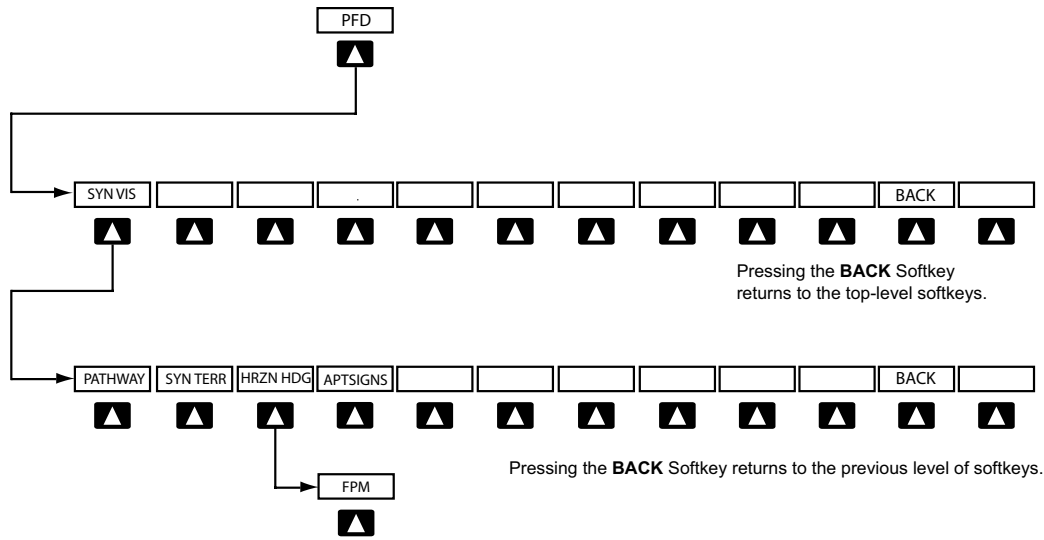 PFD
SYN VIS
BACK
Pressing the BACK Softkey
returns to the top-level softkeys.
PATHWAY SYN TERR HRZN HDG APTSIGNS BACK
Pressing the BACK Softkey returns to the previous level of softkeys.
FPM